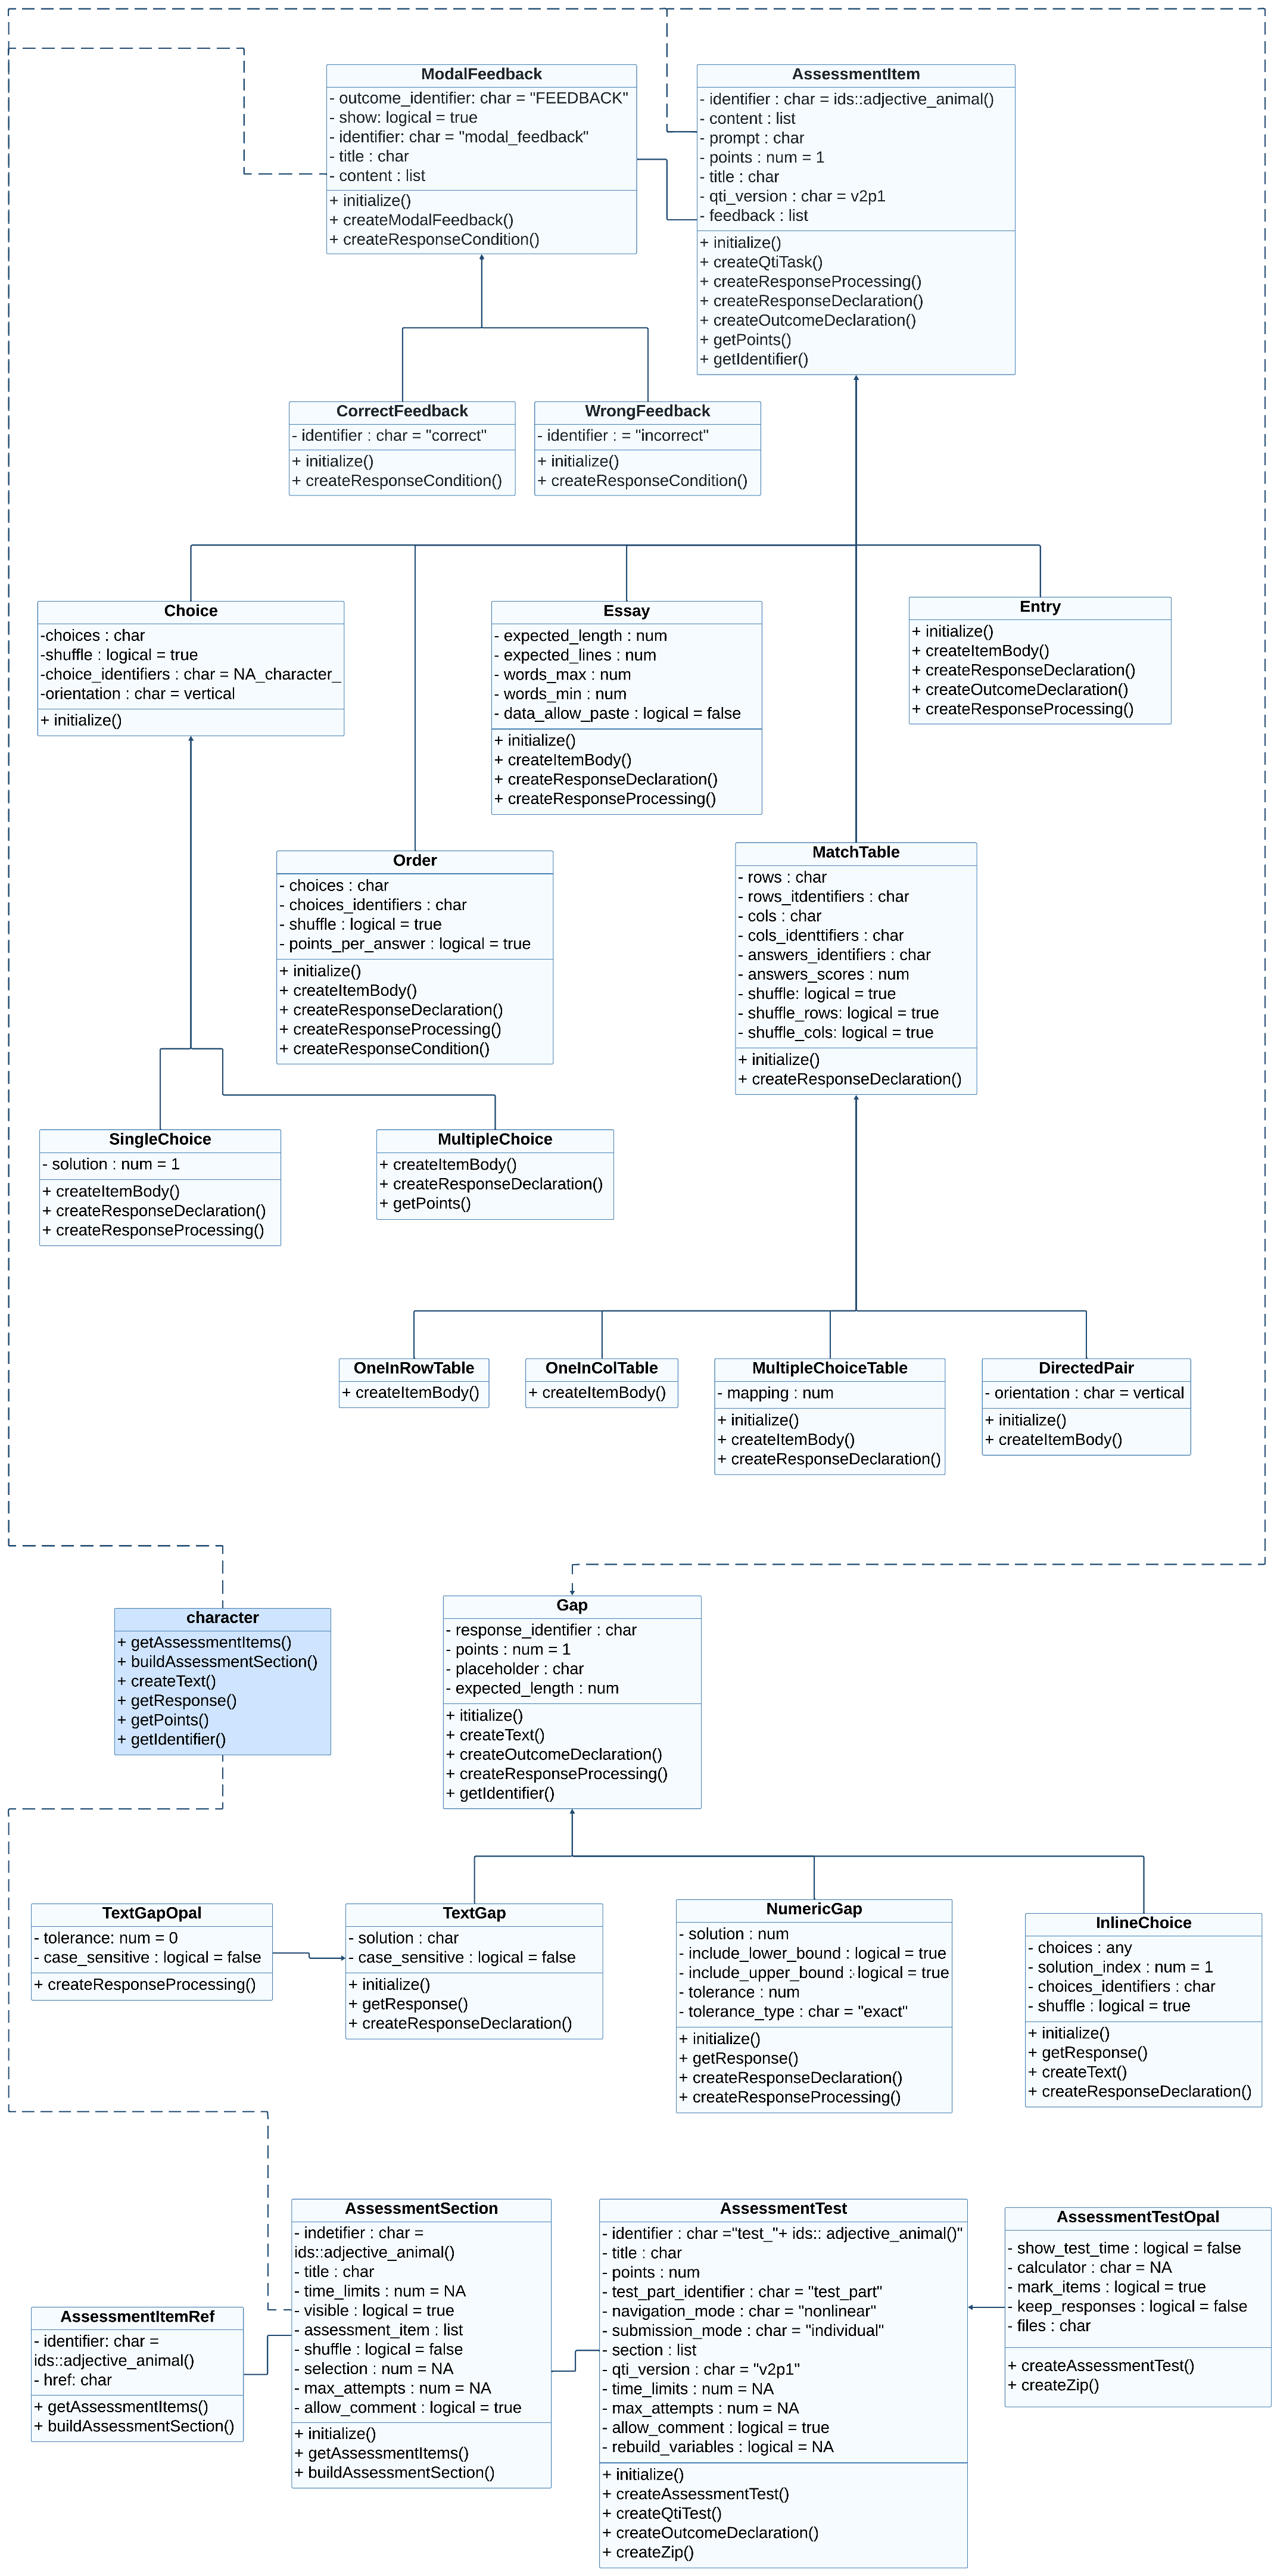 ModalFeedback
- outcome_identifier: char = "FEEDBACK"
- show: logical = true
- identifier: char = "modal_feedback"
- title : char
- content : list
+ initialize()
+ createModalFeedback()
+ createResponseCondition()
AssessmentItem
- identifier : char = ids::adjective_animal()
- content : list
- prompt : char
- points : num = 1
- title : char
- qti_version : char = v2p1
- feedback : list
+ initialize()
+ createQtiTask()
+ createResponseProcessing()
+ createResponseDeclaration()
+ createOutcomeDeclaration()
+ getPoints()
+ getIdentifier()
CorrectFeedback
- identifier : char = "correct"
+ initialize()
+ createResponseCondition()
WrongFeedback
- identifier : = "incorrect"
+ initialize()
+ createResponseCondition()
Choice
-choices : char
-shuffle : logical = true
-choice_identifiers : char = NA_character_
-orientation : char = vertical
+ initialize()
Essay
- expected_length : num
- expected_lines : num
- words_max : num
- words_min : num
- data_allow_paste : logical = false
+ initialize()
+ createItemBody()
+ createResponseDeclaration()
+ createResponseProcessing()
Entry
+ initialize()
+ createItemBody()
+ createResponseDeclaration()
+ createOutcomeDeclaration()
+ createResponseProcessing()
Order
- choices : char
- choices_identifiers : char
- shuffle : logical = true
- points_per_answer : logical = true
+ initialize()
+ createItemBody()
+ createResponseDeclaration()
+ createResponseProcessing()
+ createResponseCondition()
MatchTable
- rows : char
- rows_itdentifiers : char
- cols : char
- cols_identtifiers : char
- answers_identifiers : char
- answers_scores : num
- shuffle: logical = true
- shuffle_rows: logical = true
- shuffle_cols: logical = true
+ initialize()
+ createResponseDeclaration()
SingleChoice
- solution : num = 1
+ createItemBody()
+ createResponseDeclaration()
+ createResponseProcessing()
MultipleChoice
+ createItemBody()
+ createResponseDeclaration()
+ getPoints()
OneInRowTable
+ createItemBody()
OneInColTable
+ createItemBody()
MultipleChoiceTable
- mapping : num
+ initialize()
+ createItemBody()
+ createResponseDeclaration()
DirectedPair
- orientation : char = vertical
+ initialize()
+ createItemBody()
character
+ getAssessmentItems()
+ buildAssessmentSection()
+ createText()
+ getResponse()
+ getPoints()
+ getIdentifier()
Gap
- response_identifier : char
- points : num = 1
- placeholder : char
- expected_length : num
+ ititialize()
+ createText()
+ createOutcomeDeclaration()
+ createResponseProcessing()
+ getIdentifier()
TextGapOpal
- tolerance: num = 0
- case_sensitive : logical = false
+ createResponseProcessing()
TextGap
- solution : char
- case_sensitive : logical = false
+ initialize()
+ getResponse()
+ createResponseDeclaration()
NumericGap
- solution : num
- include_lower_bound : logical = true
- include_upper_bound : logical = true
- tolerance : num
- tolerance_type : char = "exact"
+ initialize()
+ getResponse()
+ createResponseDeclaration()
+ createResponseProcessing()
InlineChoice
- choices : any
- solution_index : num = 1
- choices_identifiers : char
- shuffle : logical = true
+ initialize()
+ getResponse()
+ createText()
+ createResponseDeclaration()
AssessmentItemRef
- identifier: char =
ids::adjective_animal()
- href: char
+ getAssessmentItems()
+ buildAssessmentSection()
AssessmentSection
- indetifier : char =
ids::adjective_animal()
- title : char
- time_limits : num = NA
- visible : logical = true
- assessment_item : list
- shuffle : logical = false
- selection : num = NA
- max_attempts : num = NA
- allow_comment : logical = true
+ initialize()
+ getAssessmentItems()
+ buildAssessmentSection()
AssessmentTest
- identifier : char ="test_"+ ids:: adjective_animal()"
- title : char
- points : num
- test_part_identifier : char = "test_part"
- navigation_mode : char = "nonlinear"
- submission_mode : char = "individual"
- section : list
- qti_version : char = "v2p1"
- time_limits : num = NA
- max_attempts : num = NA
- allow_comment : logical = true
- rebuild_variables : logical = NA
+ initialize()
+ createAssessmentTest()
+ createQtiTest()
+ createOutcomeDeclaration()
+ createZip()
AssessmentTestOpal
- show_test_time : logical = false
- calculator : char = NA
- mark_items : logical = true
- keep_responses : logical = false
- files : char
+ createAssessmentTest()
+ createZip()